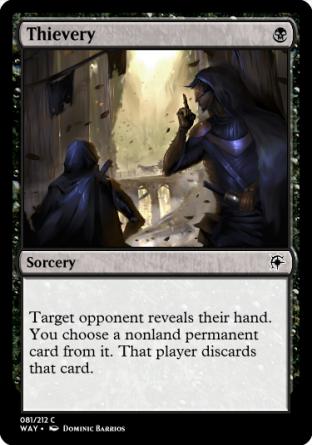 Thievery
Sorcery
Target opponent reveals their hand.
You choose a nonland permanent
card from it. That player discards
that card.
081/212 C
WAY • Dominic Barrios